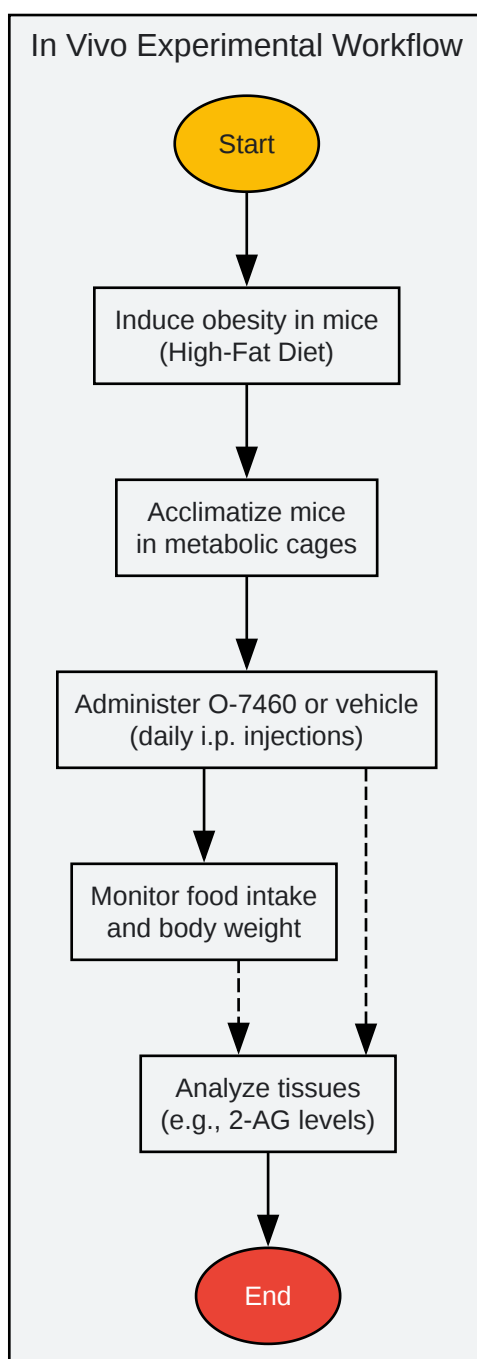 In Vivo Experimental Workflow
Start
Induce obesity in mice
(High-Fat Diet)
Acclimatize mice
in metabolic cages
Administer O-7460 or vehicle
(daily i.p. injections)
Monitor food intake
and body weight
Analyze tissues
(e.g., 2-AG levels)
End